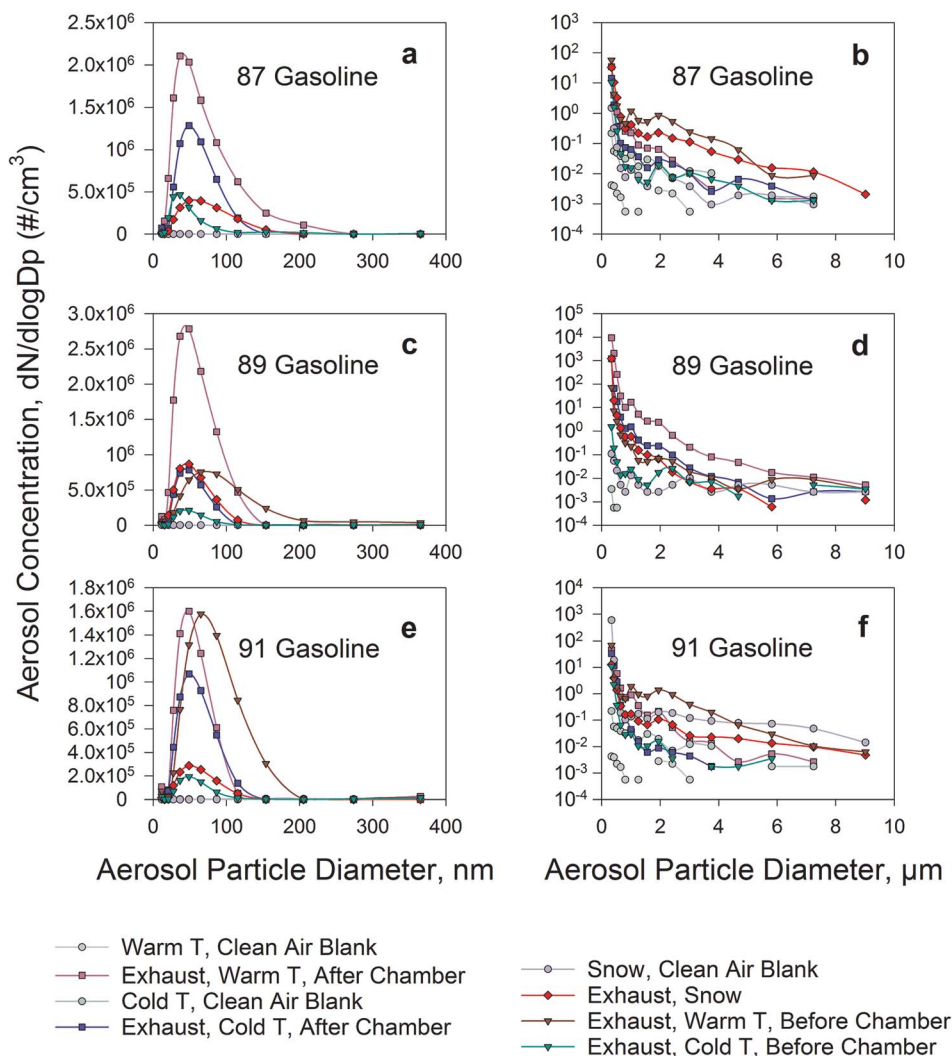 Aerosol Concentration, dN/dlogDp (#/cm³)
a
87 Gasoline
2.5x10⁶
2.0x10⁶
1.5x10⁶
10⁶
5.0x10⁵
0
0 100 200 300 400
b
87 Gasoline
10³
10²
10¹
10⁰
10⁻¹
10⁻²
10⁻³
10⁻⁴
0 2 4 6 8 10
c
89 Gasoline
3.0x10⁶
2.5x10⁶
2.0x10⁶
1.5x10⁶
10⁶
5.0x10⁵
0
0 100 200 300 400
d
89 Gasoline
10⁵
10⁴
10³
10²
10¹
10⁰
10⁻¹
10⁻²
10⁻³
10⁻⁴
0 2 4 6 8 10
e
91 Gasoline
1.8x10⁶
1.6x10⁶
1.4x10⁶
1.2x10⁶
10⁶
8.0x10⁵
6.0x10⁵
4.0x10⁵
2.0x10⁵
0
0 100 200 300 400
f
91 Gasoline
10⁴
10³
10²
10¹
10⁰
10⁻¹
10⁻²
10⁻³
10⁻⁴
0 2 4 6 8 10
Aerosol Particle Diameter, nm
Aerosol Particle Diameter, µm
Warm T, Clean Air Blank
Exhaust, Warm T, After Chamber
Cold T, Clean Air Blank
Exhaust, Cold T, After Chamber
Snow, Clean Air Blank
Exhaust, Snow
Exhaust, Warm T, Before Chamber
Exhaust, Cold T, Before Chamber